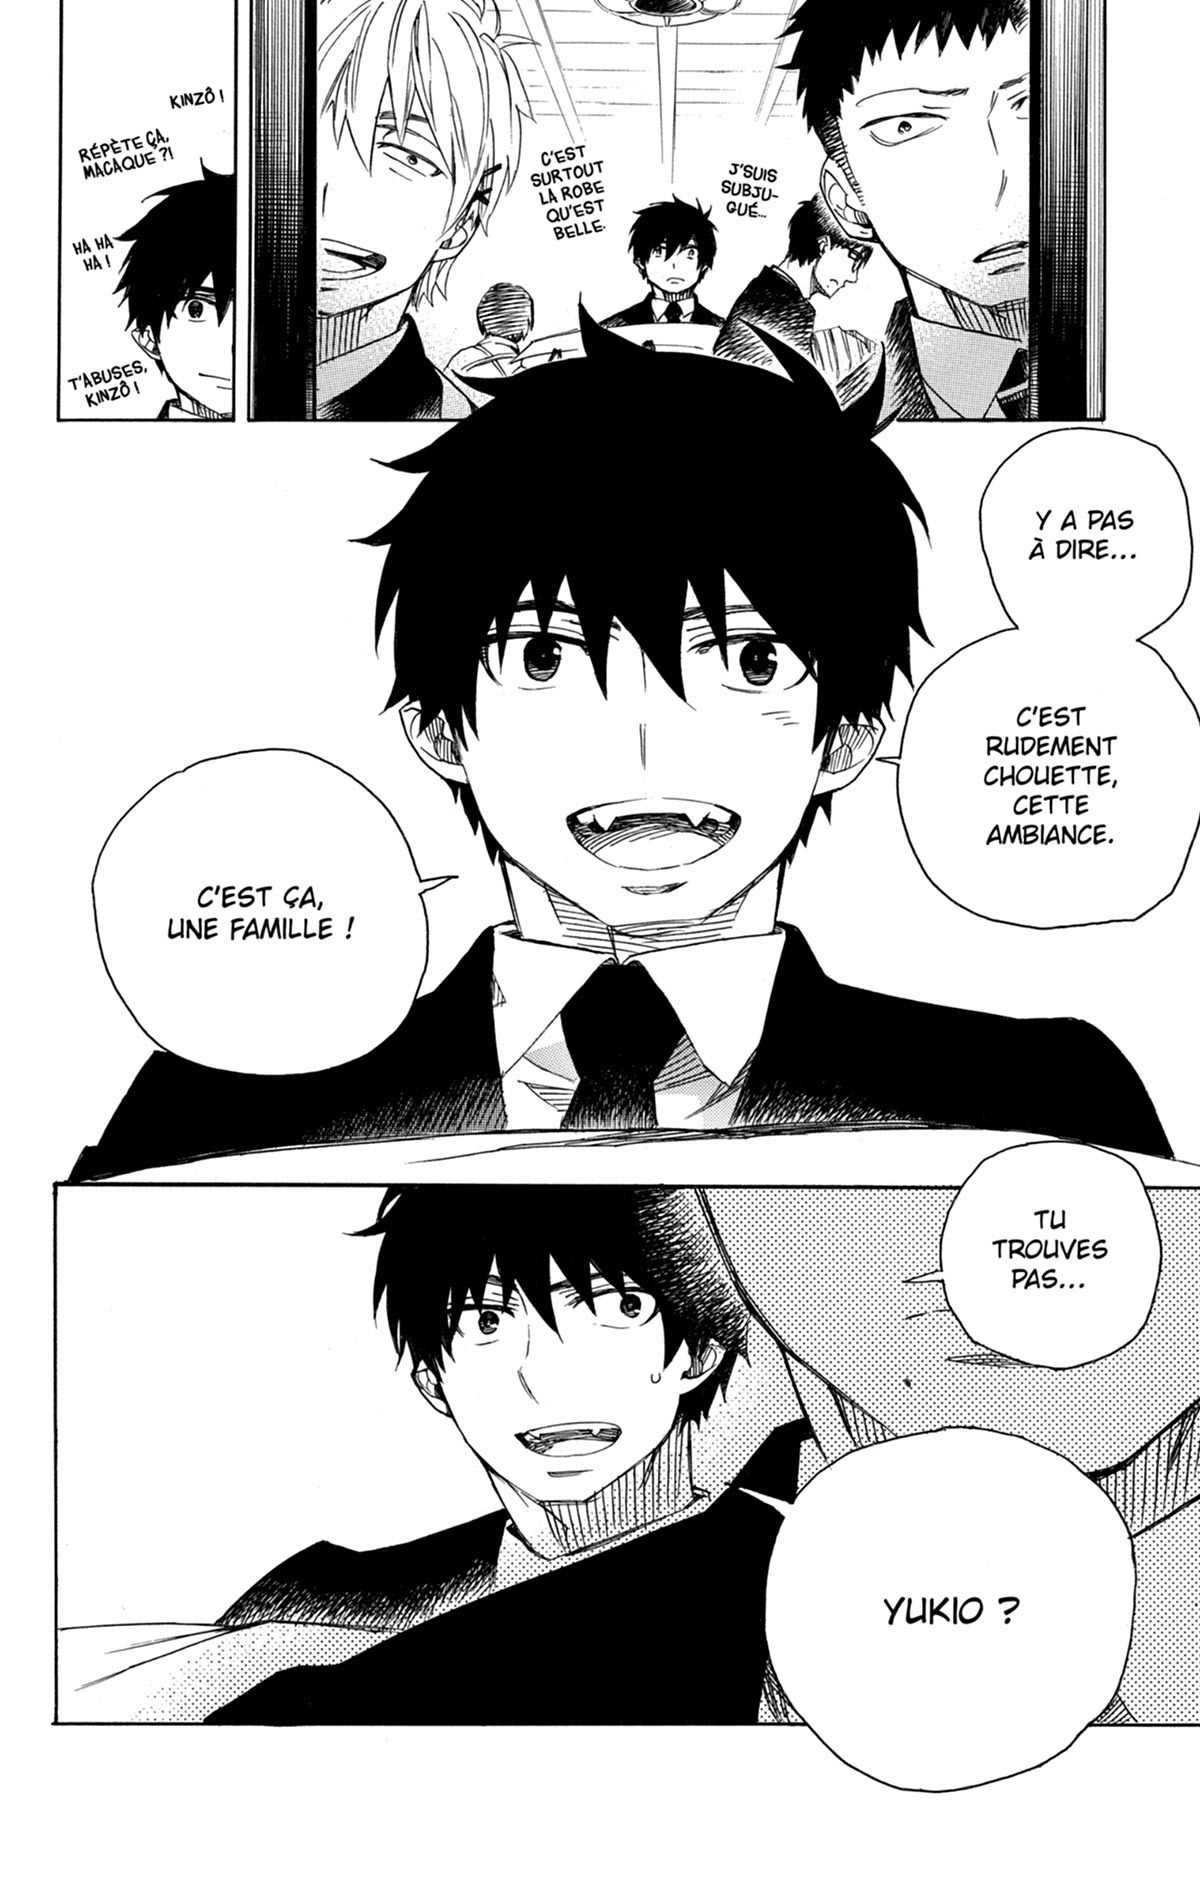 J'SUIS
SUBJU-
GUÉ...
C'EST
SURTOUT
LA ROBE
QU'EST
BELLE.
KINZÔ !
RÉPÈTE ÇA,
MACAQUE ?!
HA HA
HA !
T'ABUSES,
KINZÔ !
Y A PAS
À DIRE...
C'EST
RUDEMENT
CHOUETTE,
CETTE
AMBIANCE.
C'EST ÇA,
UNE FAMILLE !
TU
TROUVES
PAS...
YUKIO ?